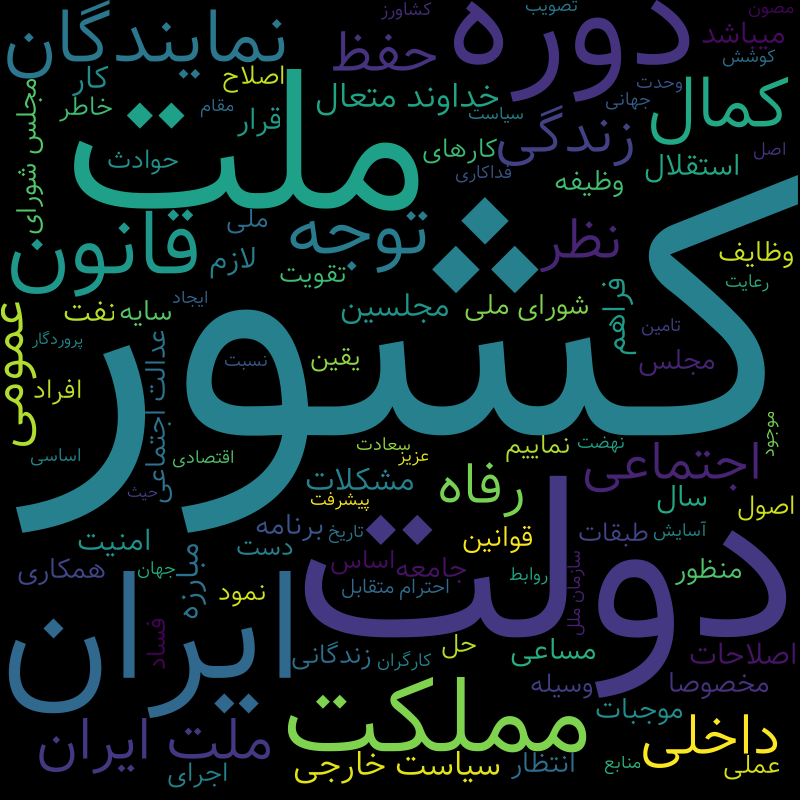 کشاورز
تصویب
مصون
نمایندگان
دوره
میباشد
حفظ
کوشش
کار
اصلاح
وحدت
جهانی
کمال
خداوند متعال
مجلس شورای
خاطر
مقام
قرار
سیاست
زندگی
ملت
حوادث
کارهای
اصل
استقلال
فداکاری
وظیفه
قانون
ملی
توجه
نظر
لازم
وظایف
تقویت
رعایت
کشور
ایجاد
نفت
سایه
مجلسین
شورای ملی
فراهم
تامین
عمومی
پروردگار
عدالت اجتماعی
نسبت
یقین
مجلس
افراد
موجود
اساسی
اقتصادی
سعادت
عزیز
نماییم
نهضت
اجتماعی
حیث
مشکلات
رفاه
پیشرفت
سال
اصول
دولت
امنیت
برنامه
تاریخ
دست
قوانین
طبقات
آسایش
همکاری
جهان
مبارزه
اساس
جامعه
روابط
سازمان ملل
منظور
ایران
نمود
احترام متقابل
فساد
زندگانی
کارگران
حل
مساعی
اصلاحات
مملکت
وسیله
مخصوصا
موجبات
ملت ایران
داخلی
اجرای
سیاست خارجی
انتظار
منابع
عملی